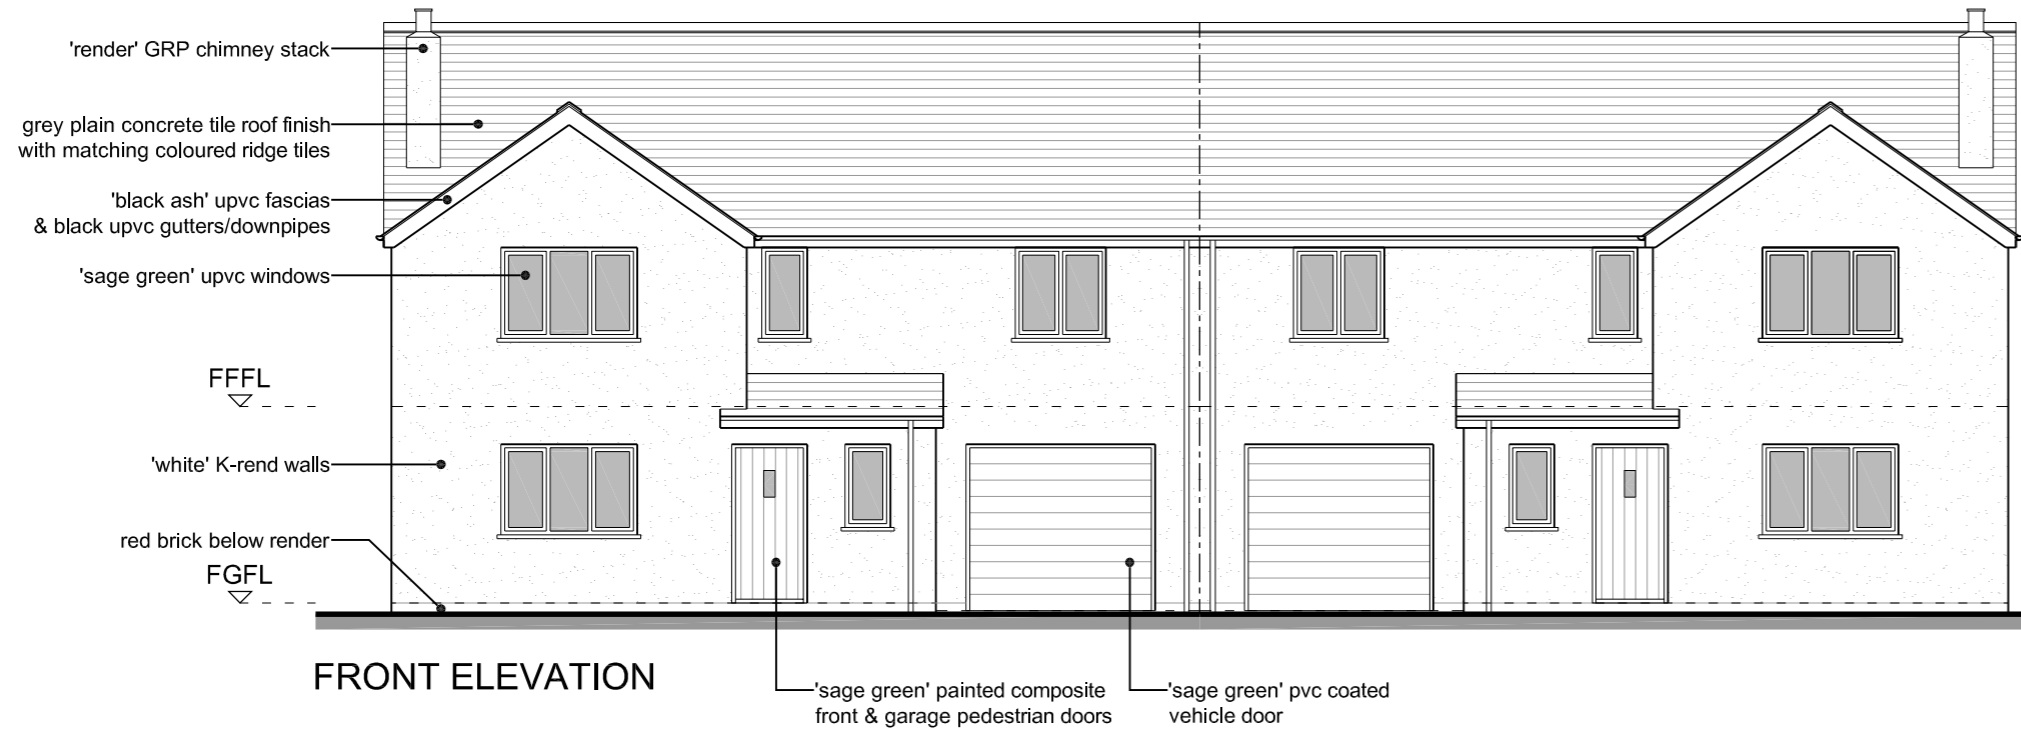 'render' GRP chimney stack
grey plain concrete tile roof finish
with matching coloured ridge tiles
'black ash' upvc fascias
& black upvc gutters/downpipes
'sage green' upvc windows
FFFL
'white' K-rend walls
red brick below render
FGFL
FRONT ELEVATION
'sage green' painted composite
front & garage pedestrian doors
'sage green' pvc coated
vehicle door